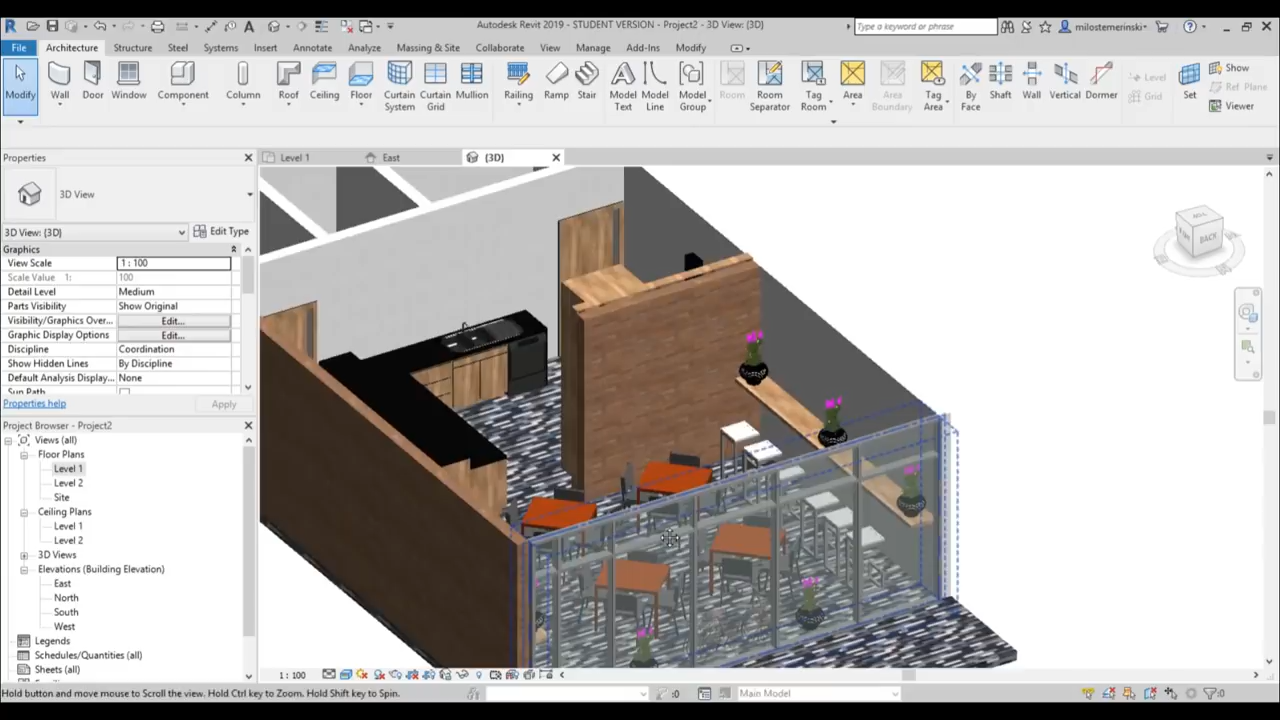 Autodesk Revit 2019 - STUDENT VERSION - Project2 - 3D View: {3D}
Type a keyword or phrase
milostemerinski
File Architecture Structure Steel Systems Insert Annotate Analyze Massing & Site Collaborate View Manage Add-Ins Modify
Modify Wall Door Window Component Column Roof Ceiling Floor Curtain System Curtain Grid Mullion Railing Ramp Stair Model Text Model Line Model Group Room Room Separator Tag Room Area Area Boundary Tag Area By Face Shaft Wall Vertical Dormer Level Grid Set Show Ref Plane Viewer
Properties
Level 1 East {3D}
3D View
3D View: {3D} Edit Type
Graphics
View Scale 1 : 100
Scale Value 1: 100
Detail Level Medium
Parts Visibility Show Original
Visibility/Graphics Over... Edit...
Graphic Display Options Edit...
Discipline Coordination
Show Hidden Lines By Discipline
Default Analysis Display... None
Sun Path
Properties help Apply
Project Browser - Project2
Views (all)
Floor Plans
Level 1
Level 2
Site
Ceiling Plans
Level 1
Level 2
3D Views
Elevations (Building Elevation)
East
North
South
West
Legends
Schedules/Quantities (all)
Sheets (all)
BACK
1 : 100
Hold button and move mouse to Scroll the view. Hold Ctrl key to Zoom. Hold Shift key to Spin.
:0 Main Model :0